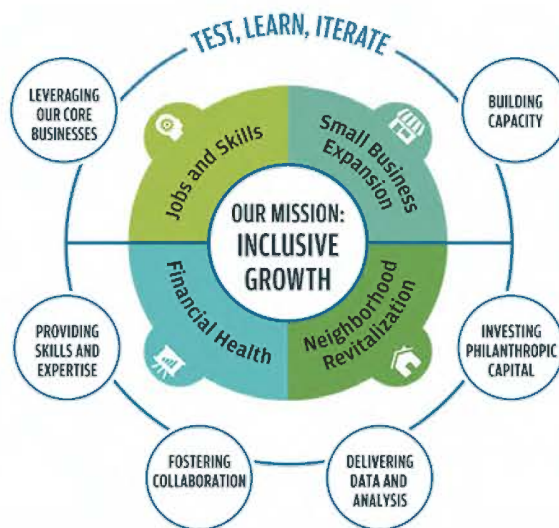 TEST, LEARN, ITERATE
LEVERAGING
OUR CORE
BUSINESSES
BUILDING
CAPACITY
Jobs and Skills
Small Business
Expansion
OUR MISSION:
INCLUSIVE
GROWTH
Financial Health
Neighborhood
Revitalization
PROVIDING
SKILLS AND
EXPERTISE
INVESTING
PHILANTHROPIC
CAPITAL
FOSTERING
COLLABORATION
DELIVERING
DATA AND
ANALYSIS